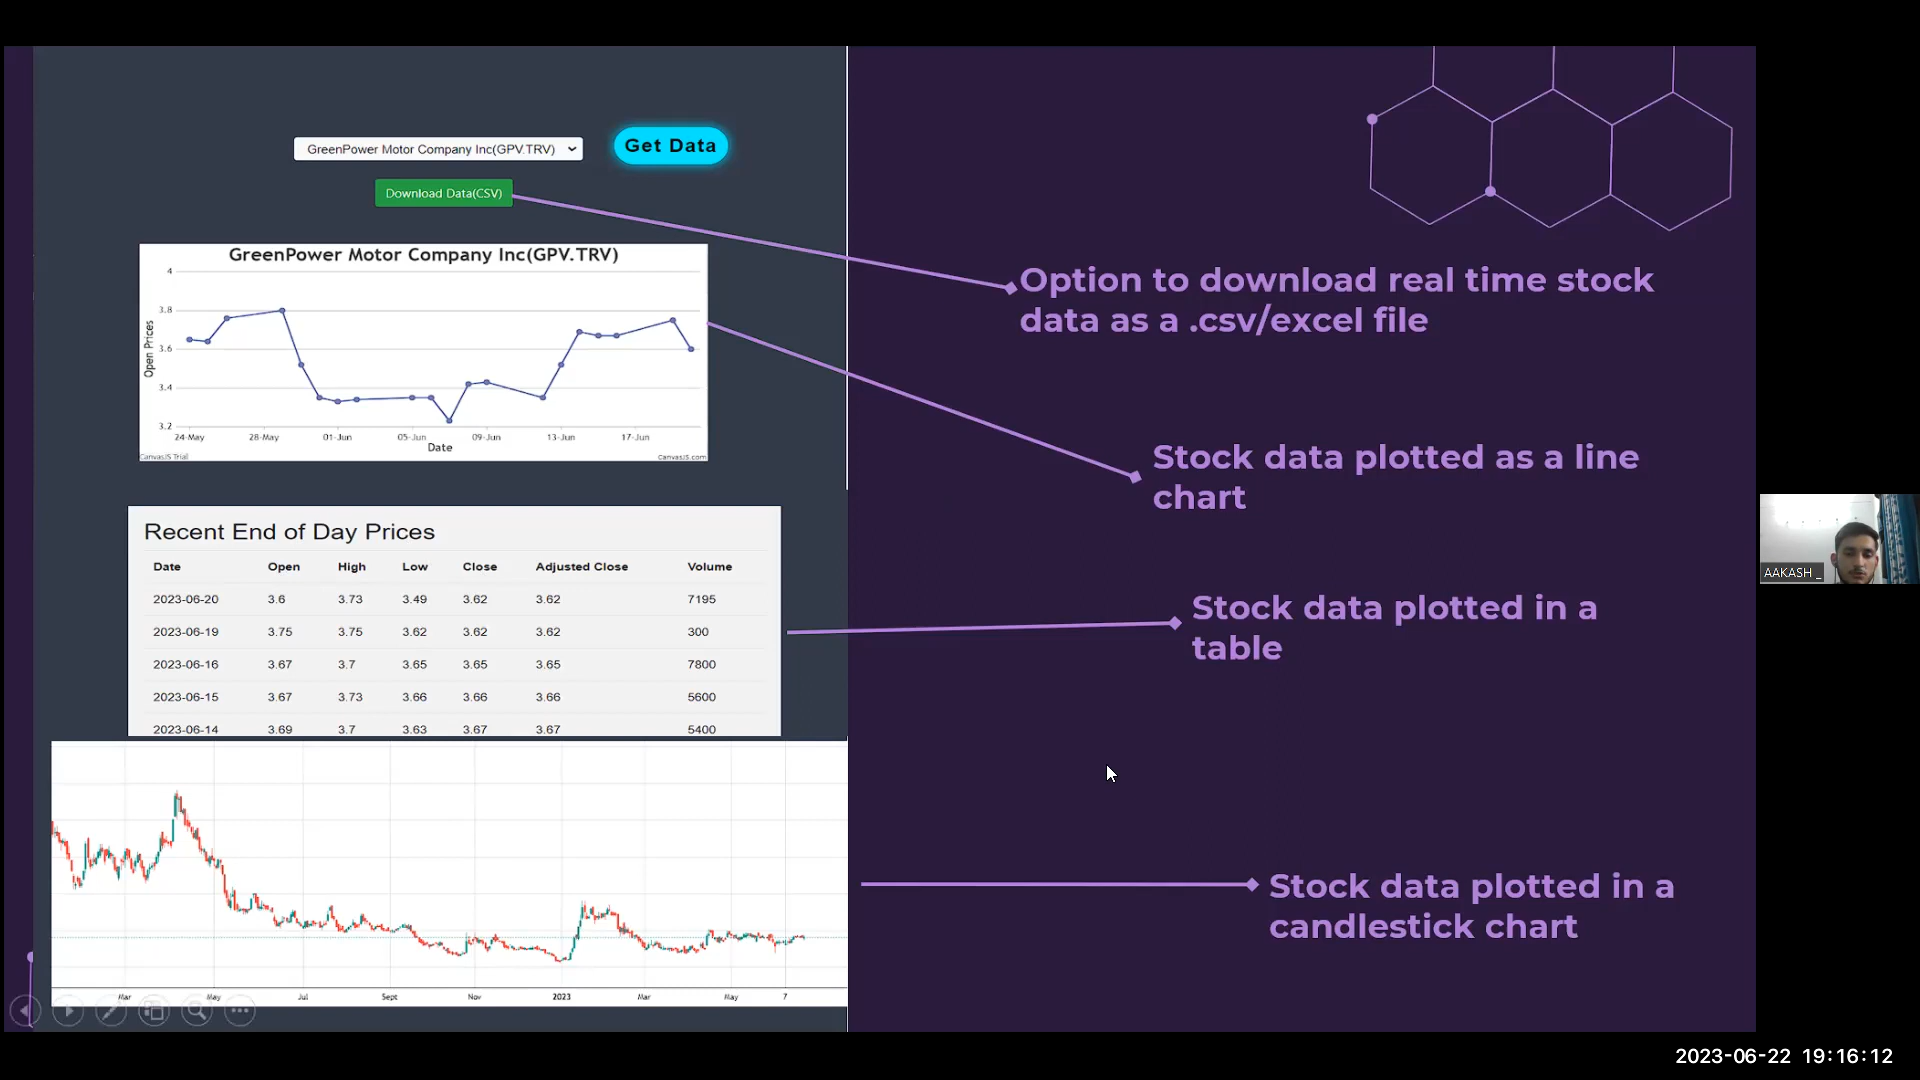 GreenPower Motor Company Inc(GPV.TRV)
Get Data
Download Data(CSV)
GreenPower Motor Company Inc(GPV.TRV)
4
3.8
3.6
3.4
3.2
Open Prices
24-May 28-May 01-Jun 05-Jun 09-Jun 13-Jun 17-Jun
Date
CanvasJS Trial
CanvasJS.com
Option to download real time stock
data as a .csv/excel file
Stock data plotted as a line
chart
Recent End of Day Prices
Date Open High Low Close Adjusted Close Volume
2023-06-20 3.6 3.73 3.49 3.62 3.62 7195
2023-06-19 3.75 3.75 3.62 3.62 3.62 300
2023-06-16 3.67 3.7 3.65 3.65 3.65 7800
2023-06-15 3.67 3.73 3.66 3.66 3.66 5600
2023-06-14 3.69 3.7 3.63 3.67 3.67 5400
Stock data plotted in a
table
AAKASH _
Mar May Jul Sept Nov 2023 Mar May 7
Stock data plotted in a
candlestick chart
2023-06-22 19:16:12